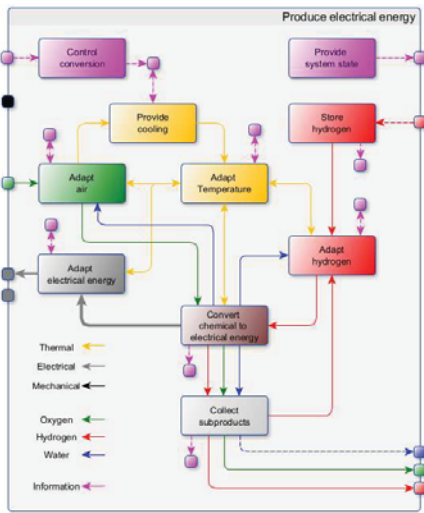 Produce electrical energy
Control
conversion
Provide
system state
Provide
cooling
Store
hydrogen
Adapt
air
Adapt
Temperature
Adapt
hydrogen
Adapt
electrical energy
Convert
chemical to
electrical energy
Thermal
Electrical
Mechanical
Collect
subproducts
Oxygen
Hydrogen
Water
Information